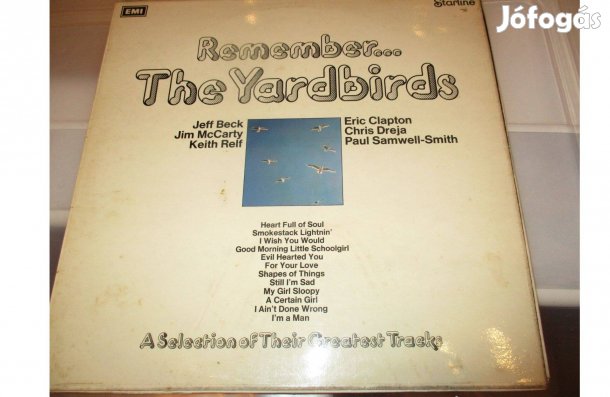 Jófogás
EMI
Starline
Remember...
The Yardbirds
Jeff Beck
Jim McCarty
Keith Relf
Eric Clapton
Chris Dreja
Paul Samwell-Smith
Heart Full of Soul
Smokestack Lightnin'
I Wish You Would
Good Morning Little Schoolgirl
Evil Hearted You
For Your Love
Shapes of Things
Still I'm Sad
My Girl Sloopy
A Certain Girl
I Ain't Done Wrong
I'm a Man
A Selection of Their Greatest Tracks